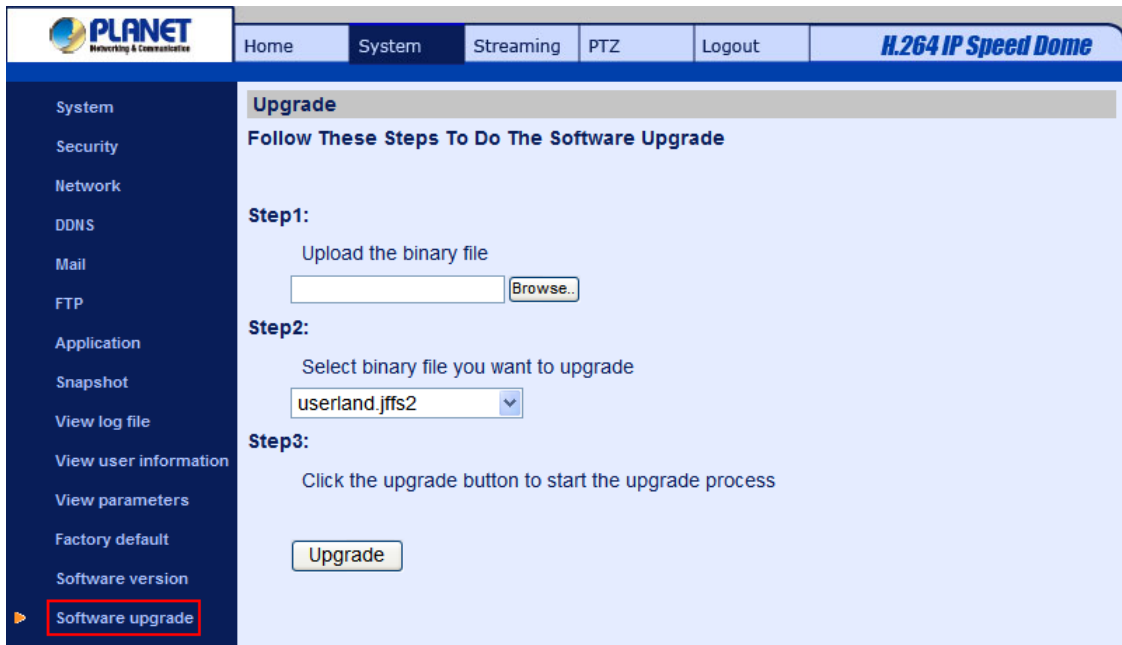 PLANET
Networking & Communication
Home System Streaming PTZ Logout H.264 IP Speed Dome
System
Security
Network
DDNS
Mail
FTP
Application
Snapshot
View log file
View user information
View parameters
Factory default
Software version
Software upgrade
Upgrade
Follow These Steps To Do The Software Upgrade
Step1:
Upload the binary file
Browse..
Step2:
Select binary file you want to upgrade
userland.jffs2
Step3:
Click the upgrade button to start the upgrade process
Upgrade